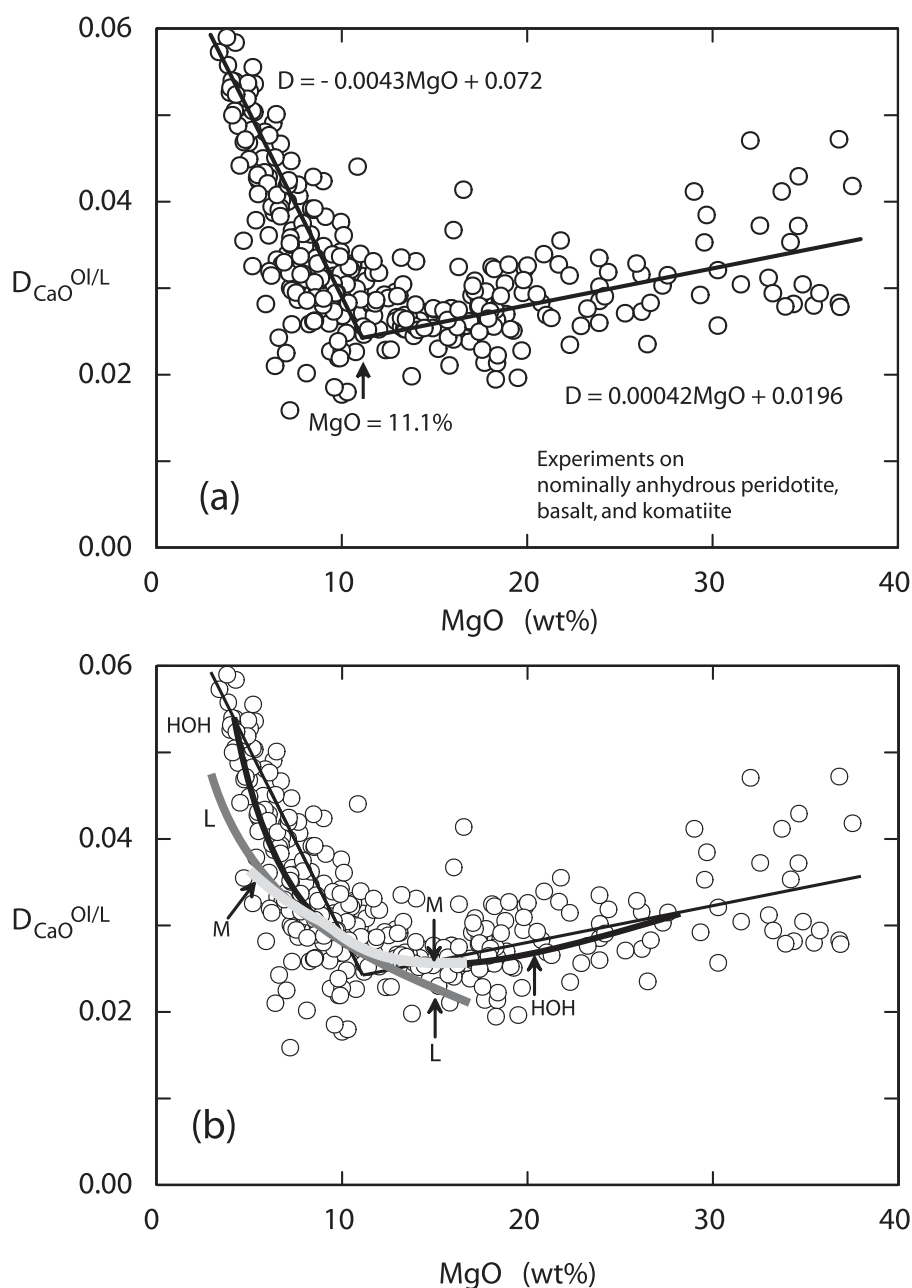 0.06
D = - 0.0043MgO + 0.072
0.04
D CaO Ol/L
0.02
MgO = 11.1%
D = 0.00042MgO + 0.0196
Experiments on
nominally anhydrous peridotite,
basalt, and komatiite
(a)
0.00
0 10 20 30 40
MgO (wt%)
0.06
HOH
0.04
L
M
M
D CaO Ol/L
HOH
0.02
L
(b)
0.00
0 10 20 30 40
MgO (wt%)